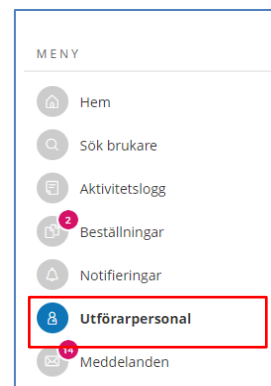 MENY
Hem
Sök brukare
Aktivitetslogg
2
Beställningar
Notifieringar
Utförarpersonal
14
Meddelanden